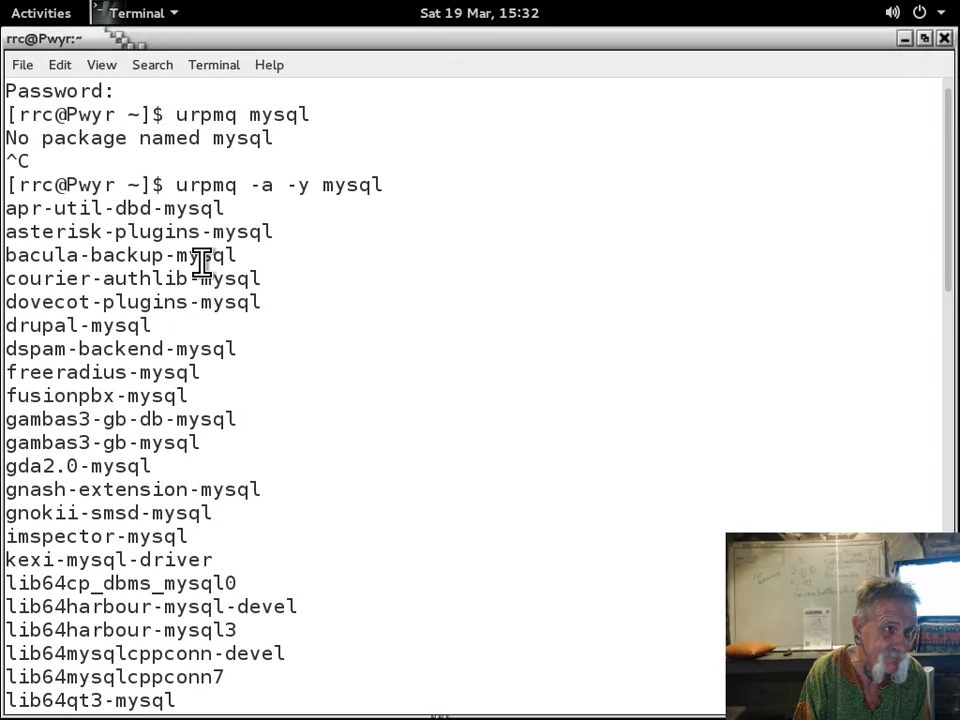 Activities Terminal Sat 19 Mar, 15:32
rrc@Pwyr:~
File Edit View Search Terminal Help
Password:
[rrc@Pwyr ~]$ urpmq mysql
No package named mysql
^C
[rrc@Pwyr ~]$ urpmq -a -y mysql
apr-util-dbd-mysql
asterisk-plugins-mysql
bacula-backup-mysql
courier-authlib-mysql
dovecot-plugins-mysql
drupal-mysql
dspam-backend-mysql
freeradius-mysql
fusionpbx-mysql
gambas3-gb-db-mysql
gambas3-gb-mysql
gda2.0-mysql
gnash-extension-mysql
gnokii-smsd-mysql
imspector-mysql
kexi-mysql-driver
lib64cp_dbms_mysql0
lib64harbour-mysql-devel
lib64harbour-mysql3
lib64mysqlcppconn-devel
lib64mysqlcppconn7
lib64qt3-mysql